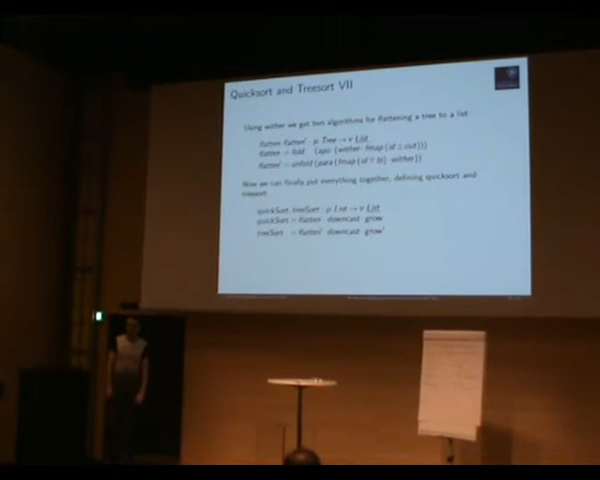 Quicksort and Treesort VII
Using wither we get two algorithms for flattening a tree to a list
flatten, flatten′ : μ Tree → ν List
flatten = fold (apo (wither · fmap (id △ out)))
flatten′ = unfold (para (fmap (id ▽ in) · wither))
Now we can finally put everything together, defining quicksort and
treesort
quickSort, treeSort : μ List → ν List
quickSort = flatten · downcast · grow
treeSort = flatten′ · downcast · grow′